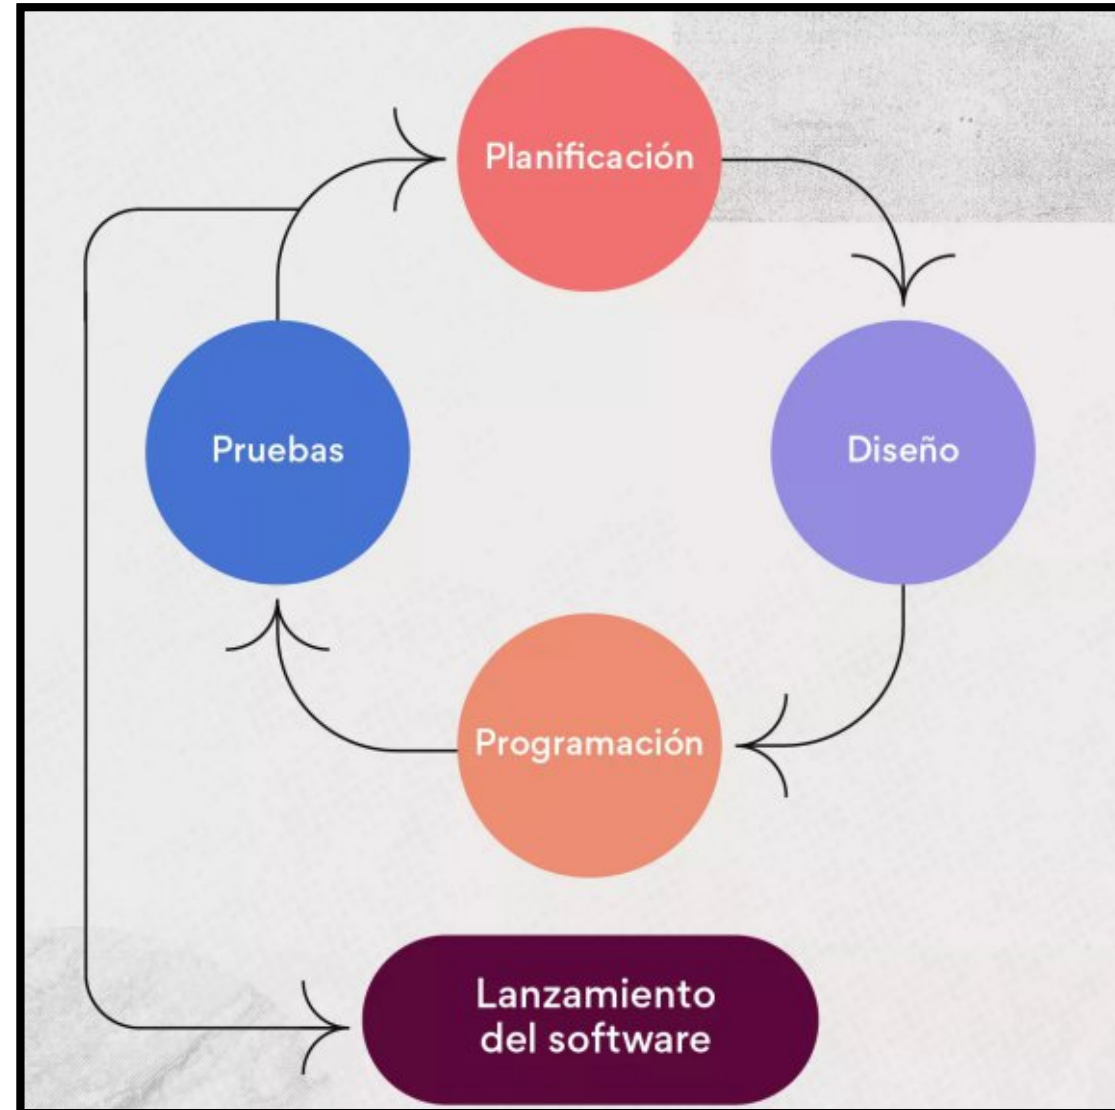 Planificación
Pruebas
Diseño
Programación
Lanzamiento
del software